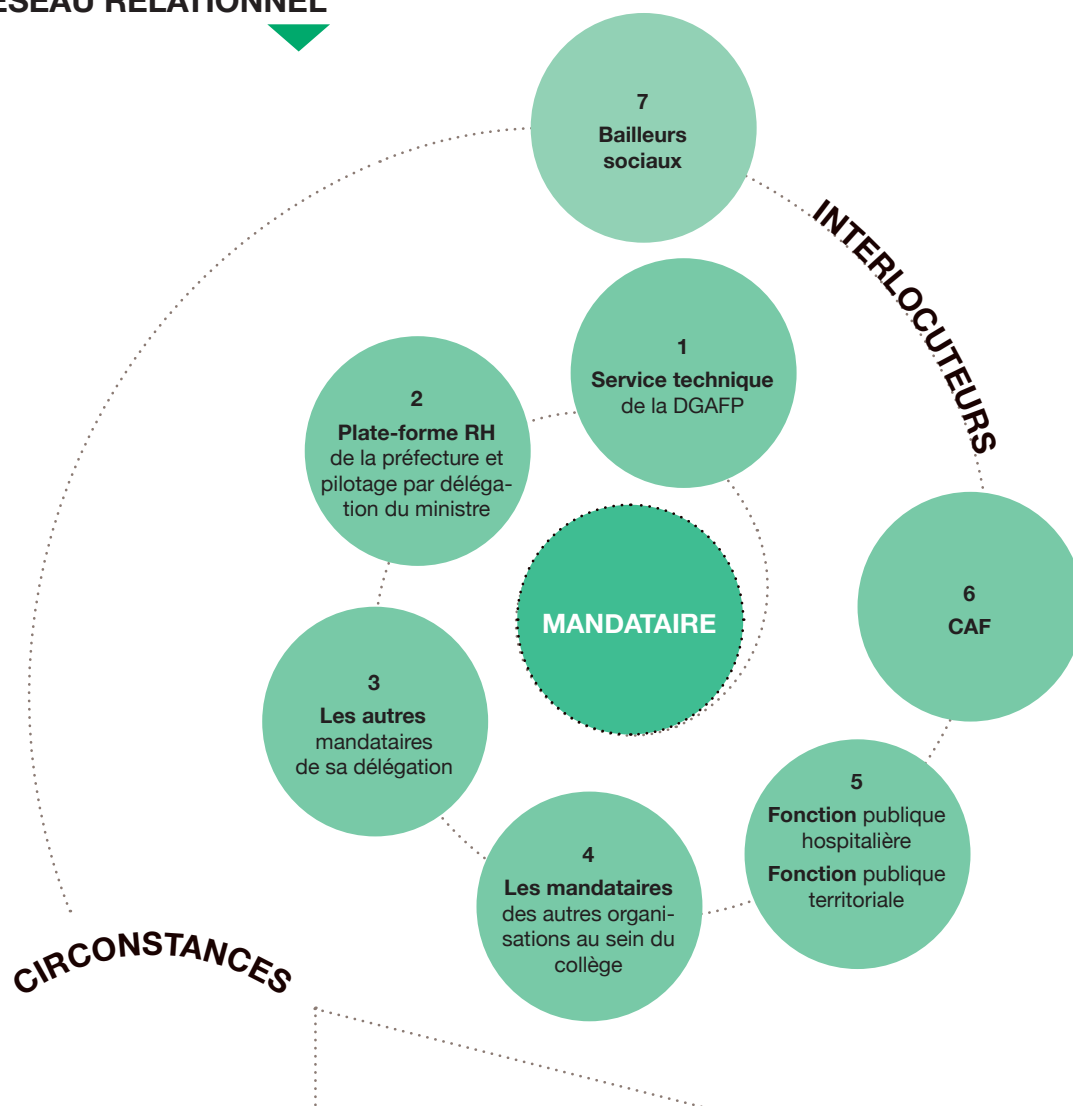 ÉSEAU RELATIONNEL
7
Bailleurs
sociaux
INTERLOCUTEURS
1
Service technique
de la DGAFP
2
Plate-forme RH
de la préfecture et
pilotage par déléga-
tion du ministre
MANDATAIRE
6
CAF
3
Les autres
mandataires
de sa délégation
5
Fonction publique
hospitalière
Fonction publique
territoriale
4
Les mandataires
des autres organi-
sations au sein du
collège
CIRCONSTANCES